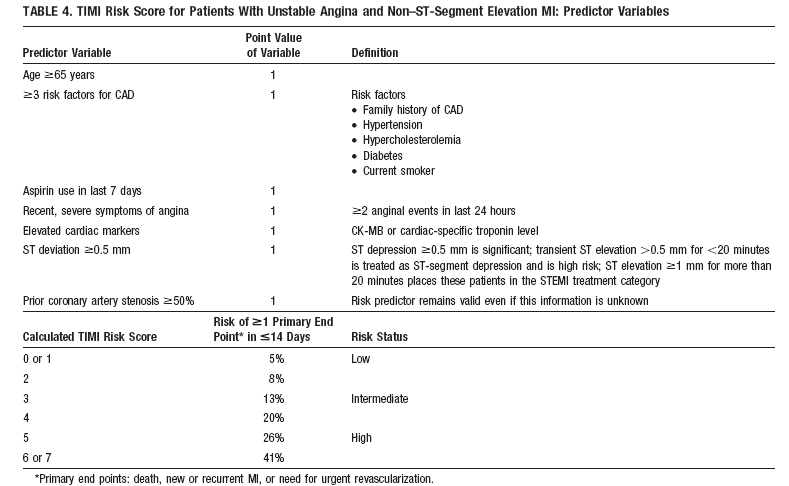 TABLE 4. TIMI Risk Score for Patients With Unstable Angina and Non–ST-Segment Elevation MI: Predictor Variables
Predictor Variable Point Value of Variable Definition
Age ≥65 years 1
≥3 risk factors for CAD 1 Risk factors
• Family history of CAD
• Hypertension
• Hypercholesterolemia
• Diabetes
• Current smoker
Aspirin use in last 7 days 1
Recent, severe symptoms of angina 1 ≥2 anginal events in last 24 hours
Elevated cardiac markers 1 CK-MB or cardiac-specific troponin level
ST deviation ≥0.5 mm 1 ST depression ≥0.5 mm is significant; transient ST elevation >0.5 mm for <20 minutes
is treated as ST-segment depression and is high risk; ST elevation ≥1 mm for more than
20 minutes places these patients in the STEMI treatment category
Prior coronary artery stenosis ≥50% 1 Risk predictor remains valid even if this information is unknown
Calculated TIMI Risk Score Risk of ≥1 Primary End Point* in ≤14 Days Risk Status
0 or 1 5% Low
2 8%
3 13% Intermediate
4 20%
5 26% High
6 or 7 41%
*Primary end points: death, new or recurrent MI, or need for urgent revascularization.